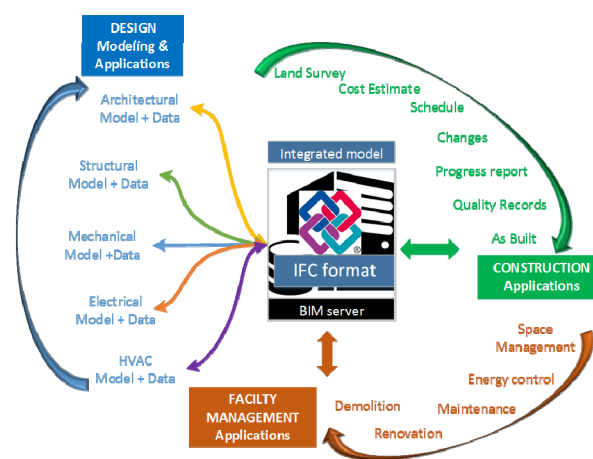 DESIGN
Modeling &
Applications
Architectural
Model + Data
Structural
Model + Data
Mechanical
Model +Data
Electrical
Model + Data
HVAC
Model + Data
Integrated model
®
IFC format
BIM server
Land Survey
Cost Estimate
Schedule
Changes
Progress report
Quality Records
As Built
CONSTRUCTION
Applications
Space
Management
Energy control
Maintenance
Renovation
Demolition
FACILTY
MANAGEMENT
Applications